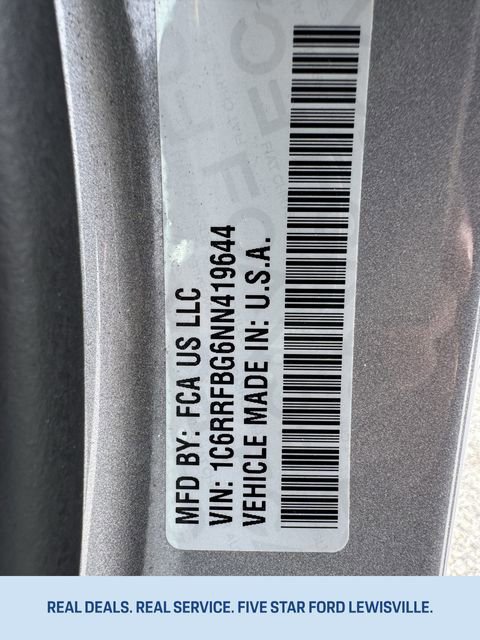 MFD BY: FCA US LLC
VIN: 1C6RRFBG6NN419644
VEHICLE MADE IN: U.S.A.
REAL DEALS. REAL SERVICE. FIVE STAR FORD LEWISVILLE.